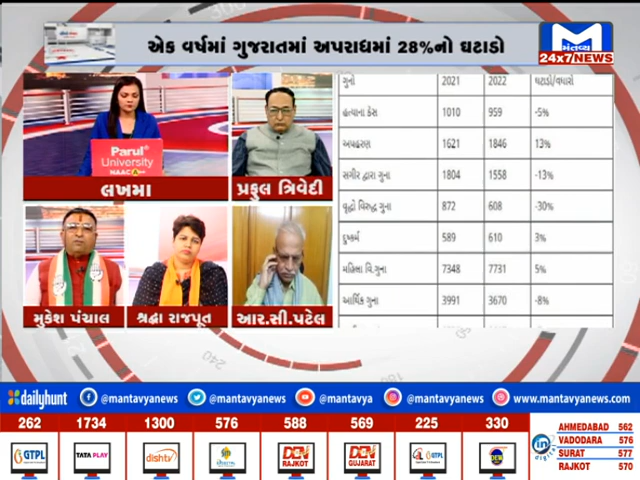 એક વર્ષમાં ગુજરાતમાં અપરાધમાં 28%નો ઘટાડો
મંતવ્ય
24x7 NEWS
ગુનો 2021 2022 ઘટાડો/વધારો
હત્યાના કેસ 1010 959 -5%
અપહરણ 1621 1846 13%
સગીર દ્વારા ગુના 1804 1558 -13%
વૃદ્ધો વિરુદ્ધ ગુના 872 608 -30%
દુષ્કર્મ 589 610 3%
મહિલા વિ.ગુના 7348 7731 5%
આર્થિક ગુના 3991 3670 -8%
Parul®
University
NAAC A++
લખમા
પ્રફુલ ત્રિવેદી
મુકેશ પંચાલ
શ્રદ્ધા રાજપૂત
આર.સી.પટેલ
dailyhunt @mantavyanews @mantavyanews @mantavya @mantavyanews www.mantavyanews.com
262 1734 1300 576 588 569 225 330
GTPL
TATA PLAY
dishtv
DEN RAJKOT
DEN GUJARAT
in digital
AHMEDABAD 562
VADODARA 576
SURAT 577
RAJKOT 570